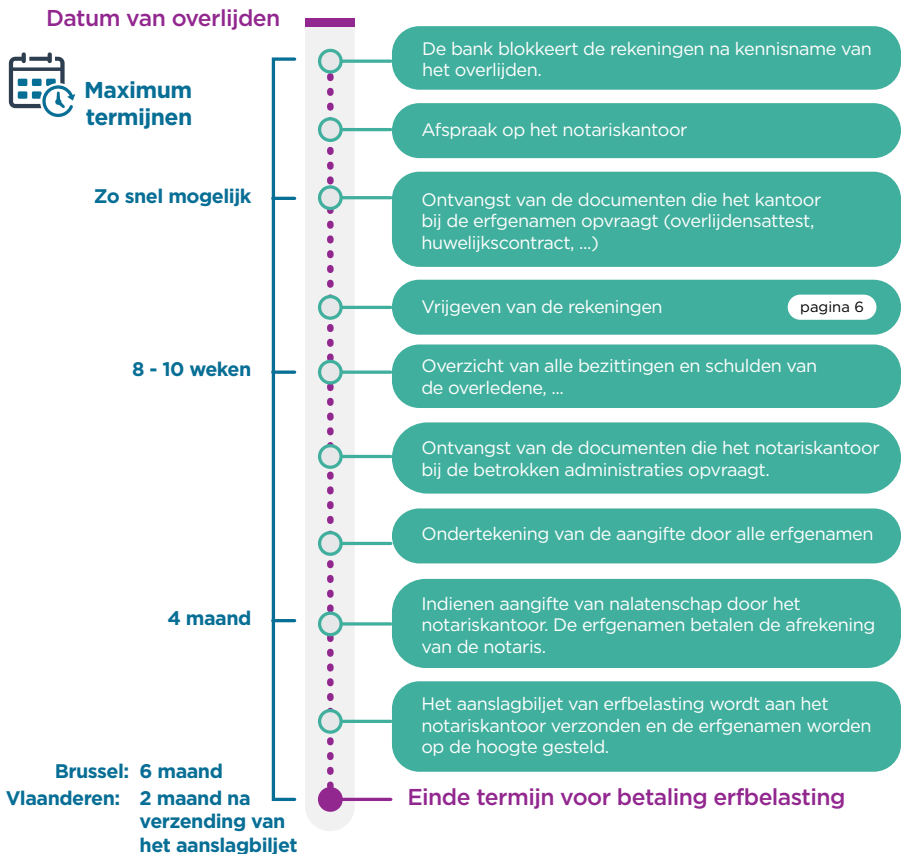 Datum van overlijden
De bank blokkeert de rekeningen na kennisname van
het overlijden.
Maximum
termijnen
Afspraak op het notariskantoor
Zo snel mogelijk
Ontvangst van de documenten die het kantoor
bij de erfgenamen opvraagt (overlijdensattest,
huwelijkscontract, ...)
Vrijgeven van de rekeningen
pagina 6
8 - 10 weken
Overzicht van alle bezittingen en schulden van
de overledene, ...
Ontvangst van de documenten die het notariskantoor
bij de betrokken administraties opvraagt.
Ondertekening van de aangifte door alle erfgenamen
4 maand
Indienen aangifte van nalatenschap door het
notariskantoor. De erfgenamen betalen de afrekening
van de notaris.
Het aanslagbiljet van erfbelasting wordt aan het
notariskantoor verzonden en de erfgenamen worden
op de hoogte gesteld.
Brussel: 6 maand
Vlaanderen: 2 maand na
verzending van
het aanslagbiljet
Einde termijn voor betaling erfbelasting